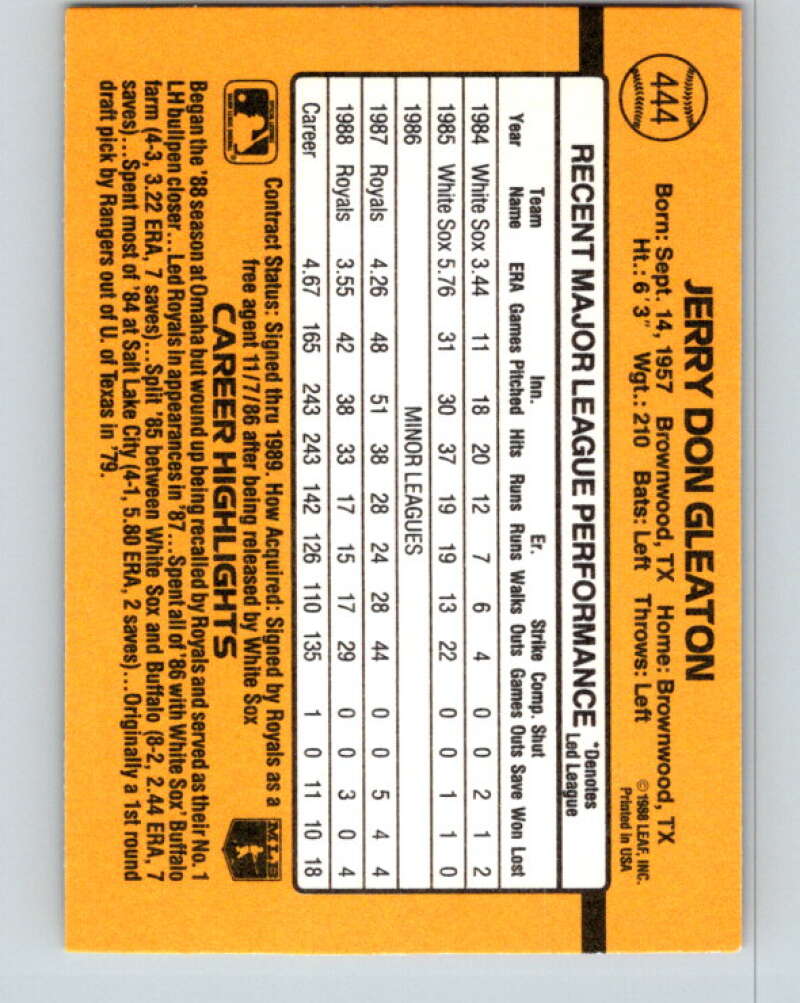 444
JERRY DON GLEATON
Born: Sept. 14, 1957 Brownwood, TX Home: Brownwood, TX
Ht.: 6'3" Wgt.: 210 Bats: Left Throws: Left
© 1988 LEAF, INC.
Printed in USA
RECENT MAJOR LEAGUE PERFORMANCE *Denotes Led League
Team Inn. Er. Strike Comp. Shut
Year Name ERA Games Pitched Hits Runs Runs Walks Outs Games Outs Save Won Lost
1984 White Sox 3.44 11 18 20 12 7 6 4 0 0 2 1 2
1985 White Sox 5.76 31 30 37 19 19 13 22 0 0 1 1 0
1986 MINOR LEAGUES
1987 Royals 4.26 48 51 38 28 24 28 44 0 0 5 4 4
1988 Royals 3.55 42 38 33 17 15 17 29 0 0 3 0 4
Career 4.67 165 243 243 142 126 110 135 1 0 11 10 18
Contract Status: Signed thru 1989. How Acquired: Signed by Royals as a
free agent 11/7/86 after being released by White Sox
MLB
CAREER HIGHLIGHTS
Began the '88 season at Omaha but wound up being recalled by Royals and served as their No. 1
LH bullpen closer...Led Royals in appearances in '87...Spent all of '86 with White Sox' Buffalo
farm (4-3, 3.22 ERA, 7 saves)...Split '85 between White Sox and Buffalo (8-2, 2.44 ERA, 7
saves)...Spent most of '84 at Salt Lake City (4-1, 5.80 ERA, 2 saves)...Originally a 1st round
draft pick by Rangers out of U. of Texas in '79.